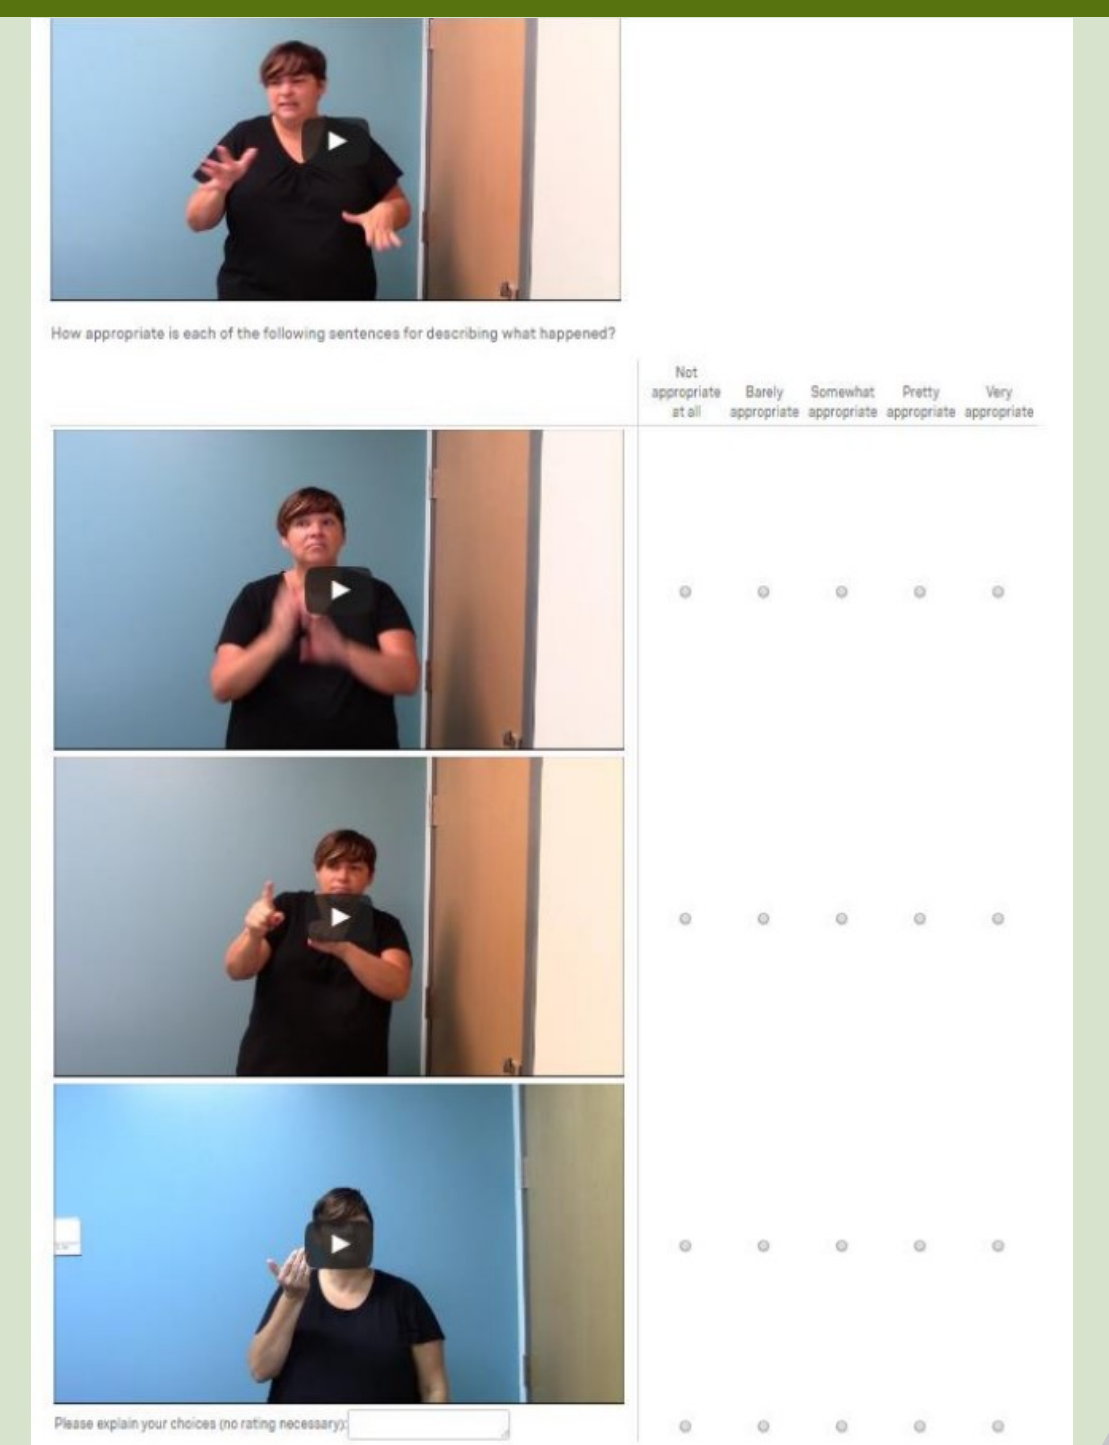 How appropriate is each of the following sentences for describing what happened?
Not appropriate at all
Barely appropriate
Somewhat appropriate
Pretty appropriate
Very appropriate
Please explain your choices (no rating necessary):